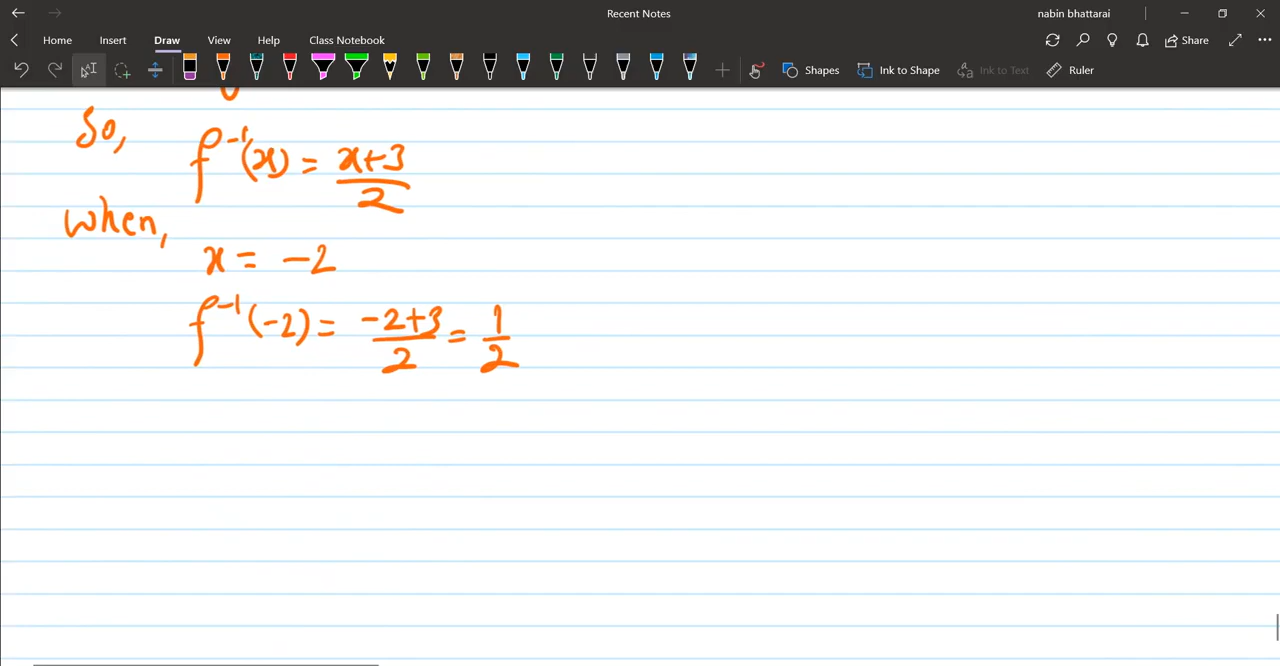 Recent Notes
nabin bhattarai
Home Insert Draw View Help Class Notebook
Share
Shapes Ink to Shape Ink to Text Ruler
So,
f⁻¹(x) = (x+3)/2
when,
x = -2
f⁻¹(-2) = (-2+3)/2 = 1/2